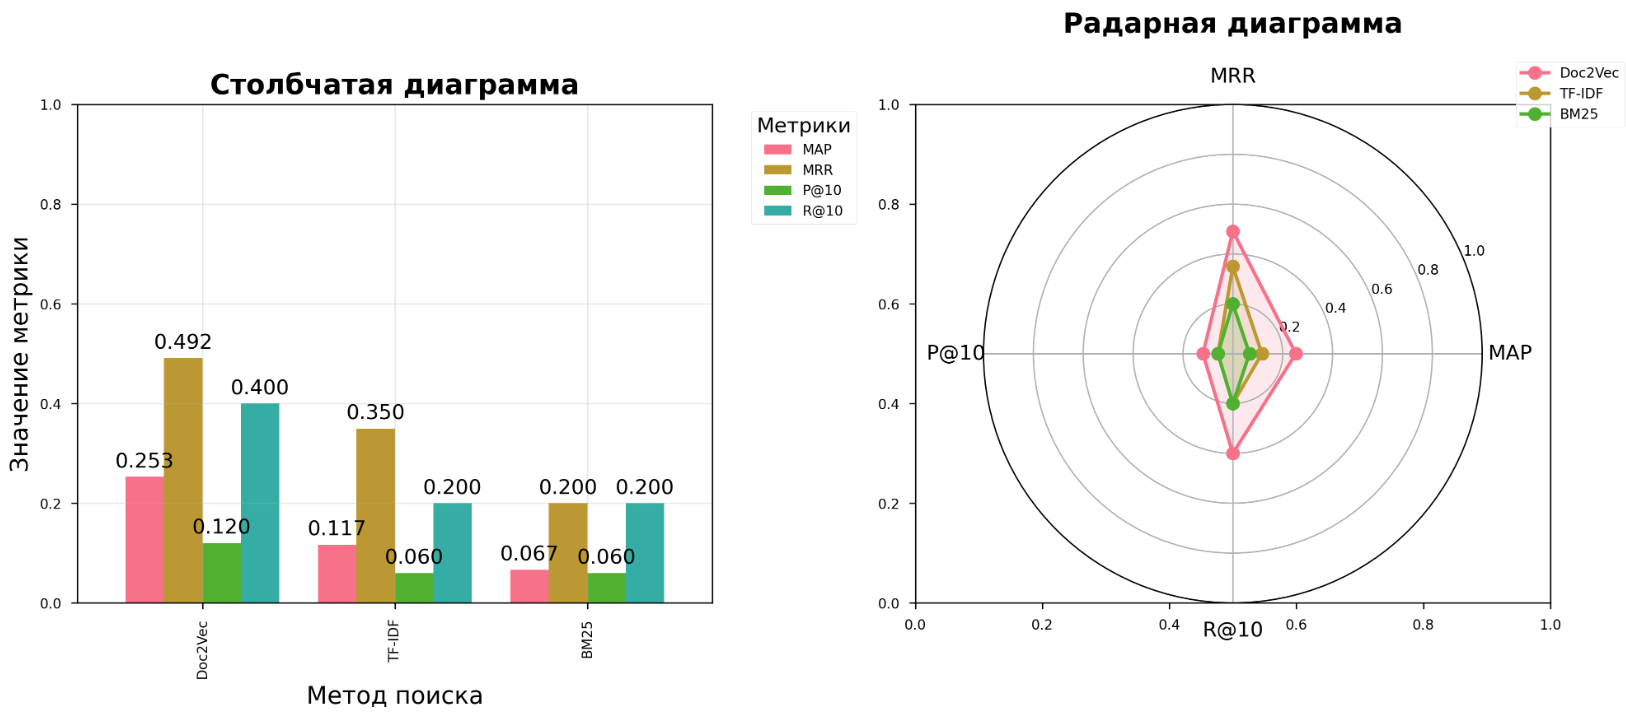 Столбчатая диаграмма
Значение метрики
1.0
0.8
0.6
0.4
0.2
0.0
0.253
0.492
0.120
0.400
0.117
0.350
0.060
0.200
0.067
0.200
0.060
0.200
Doc2Vec
TF-IDF
BM25
Метод поиска
Метрики
MAP
MRR
P@10
R@10
Радарная диаграмма
MRR
Doc2Vec
TF-IDF
BM25
1.0
0.8
0.6
0.4
0.2
0.0
P@10
MAP
1.0
0.8
0.6
0.4
0.2
0.0
0.2
0.4
0.6
0.8
1.0
R@10